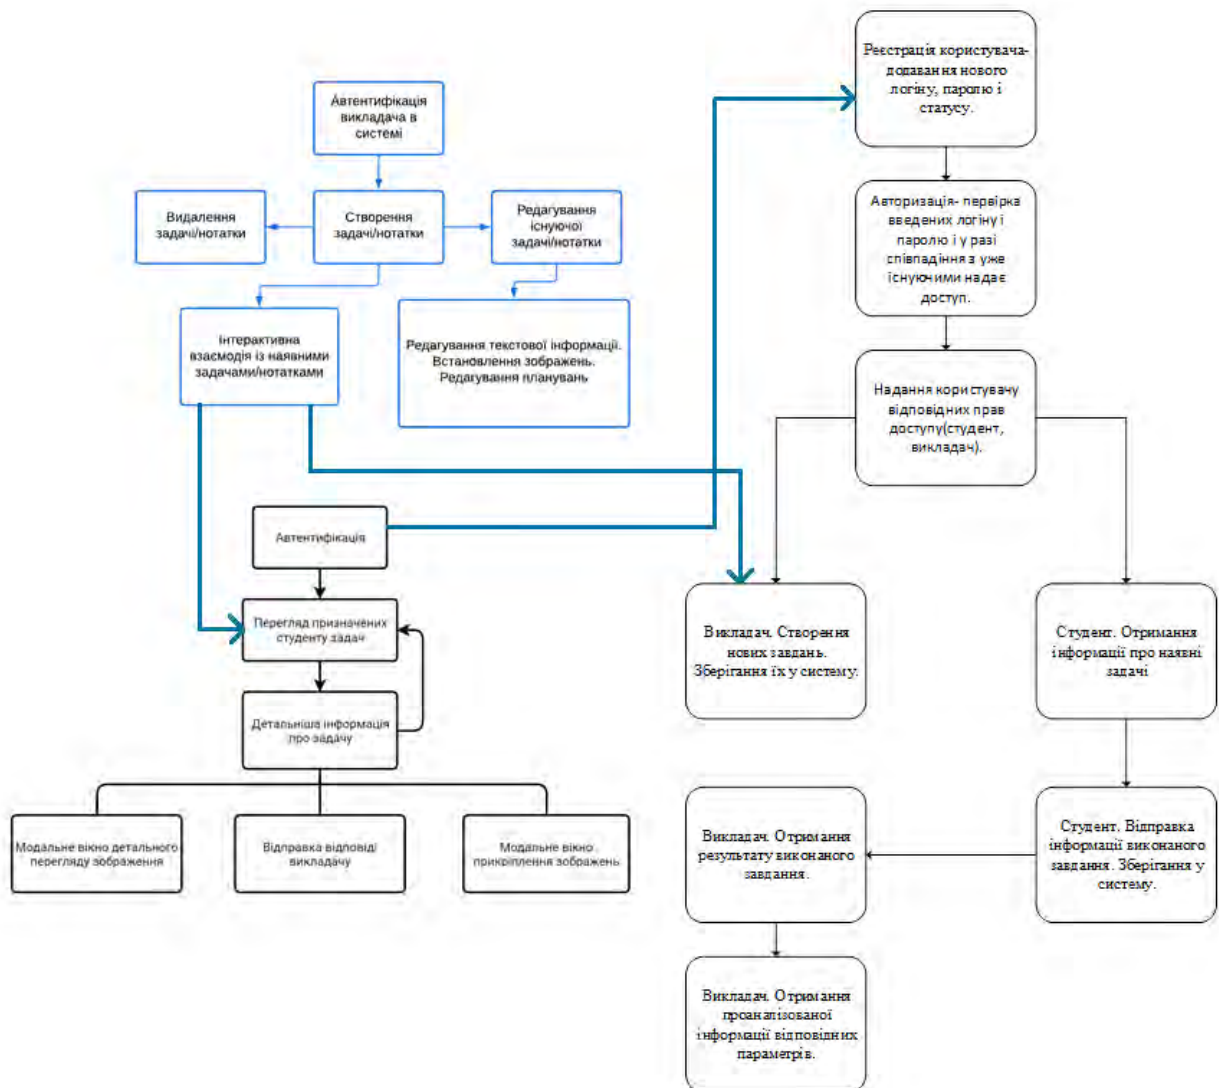 Автентифікація
викладача в
системі
Видалення
задачі/нотатки
Створення
задачі/нотатки
Редагування
існуючої
задачі/нотатки
Інтерактивна
взаємодія із наявними
задачами/нотатками
Редагування текстової інформації.
Встановлення зображень.
Редагування планувань
Автентифікація
Перегляд призначених
студенту задач
Детальніша інформація
про задачу
Модальне вікно детального
перегляду зображення
Відправка відповіді
викладачу
Модальне вікно
прикріплення зображень
Реєстрація користувача-
додавання нового
логіну, паролю і
статусу.
Авторизація- первірка
введених логіну і
паролю і у разі
співпадіння з уже
існуючими надає
доступ.
Надання користувачу
відповідних прав
доступу(студент,
викладач).
Викладач. Створення
нових завдань.
Зберігання їх у систему.
Студент. Отримання
інформації про наявні
задачі
Викладач. Отримання
результату виконаного
завдання.
Студент. Відправка
інформації виконаного
завдання. Зберігання у
систему.
Викладач. Отримання
проаналізованої
інформації відповідних
параметрів.